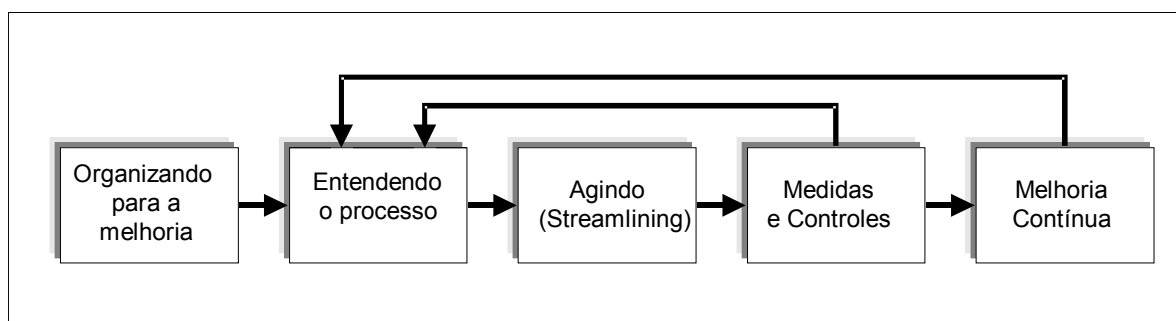 Organizando
para a
melhoria
Entendendo
o processo
Agindo
(Streamlining)
Medidas
e Controles
Melhoria
Contínua